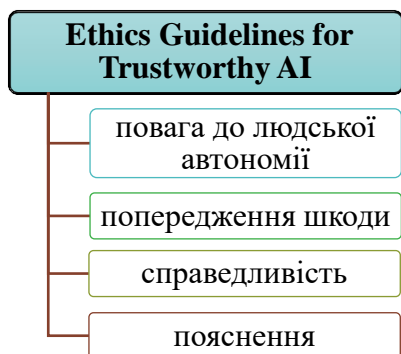 Ethics Guidelines for
Trustworthy AI
повага до людської
автономії
попередження шкоди
справедливість
пояснення